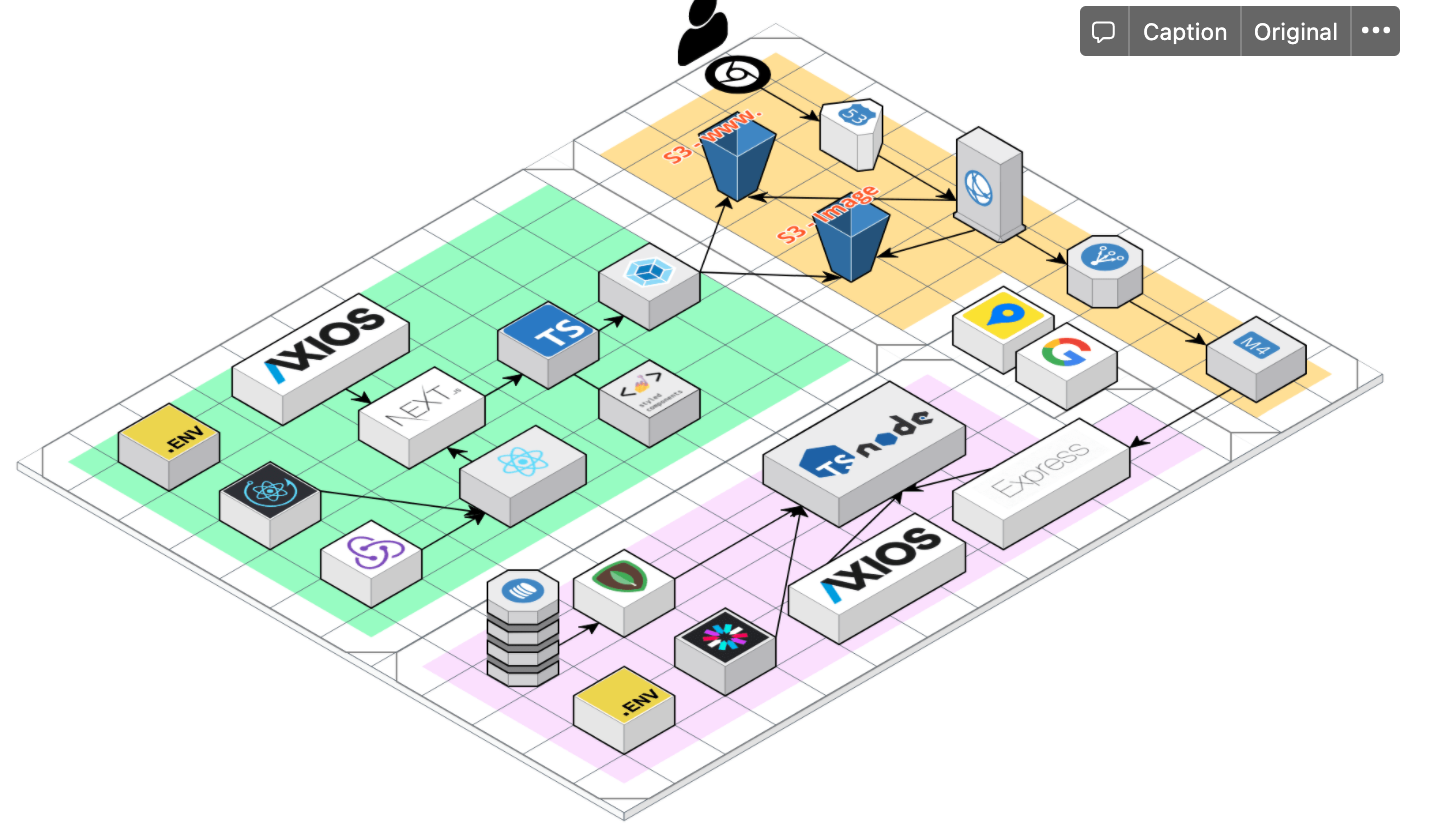 Caption
Original
53
S3 - www.
S3 - Image
M4
AXIOS
TS
NEXT.JS
</>
styled
components
.ENV
TS node
Express
AXIOS
.ENV